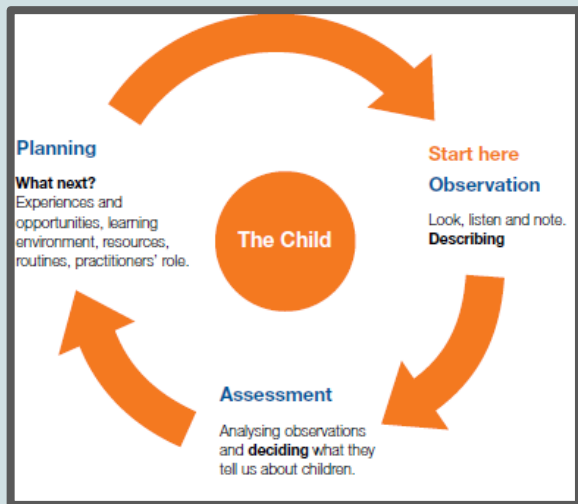 Planning
What next?
Experiences and
opportunities, learning
environment, resources,
routines, practitioners' role.
The Child
Start here
Observation
Look, listen and note.
Describing
Assessment
Analysing observations
and deciding what they
tell us about children.